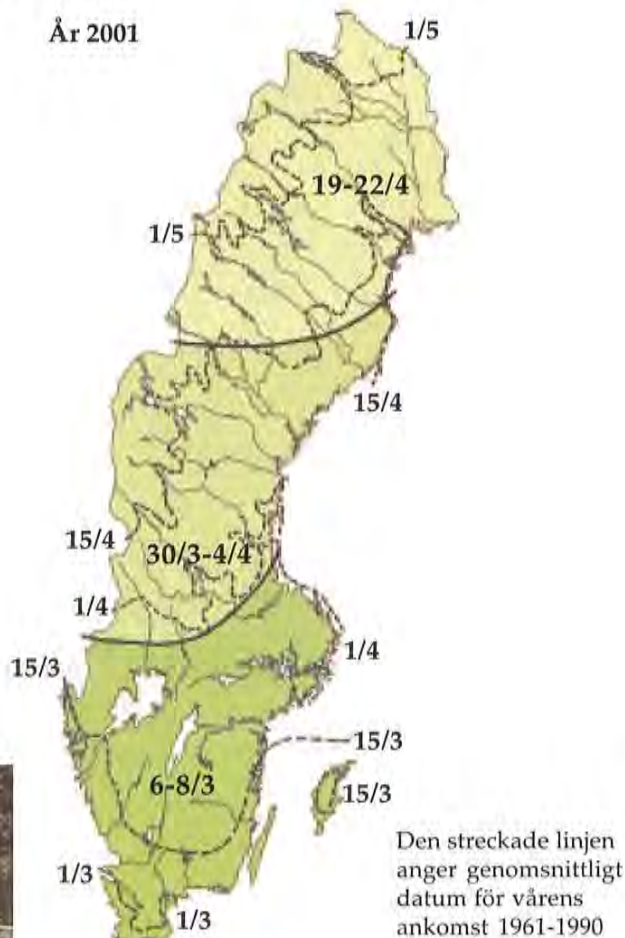 År 2001
1/5
19-22/4
1/5
15/4
15/4
30/3-4/4
1/4
1/4
15/3
15/3
6-8/3
15/3
1/3
1/3
Den streckade linjen
anger genomsnittligt
datum för vårens
ankomst 1961-1990